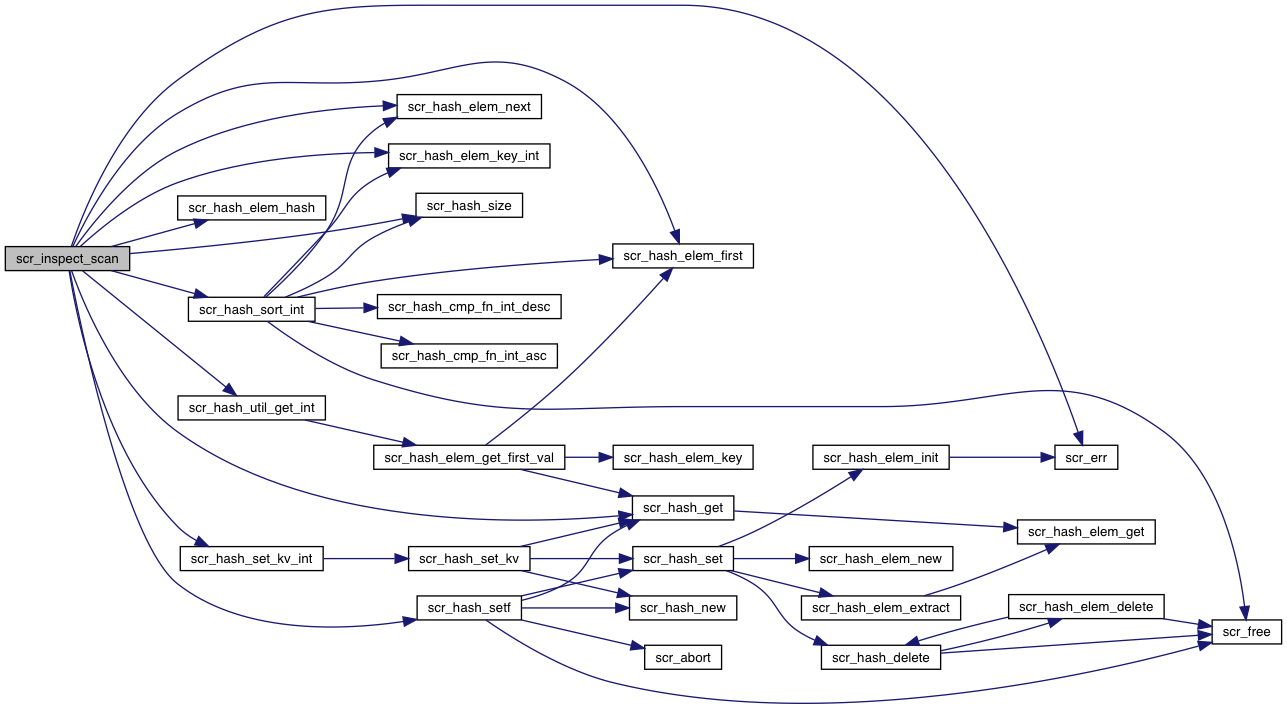 scr_hash_elem_next
scr_hash_elem_key_int
scr_hash_elem_hash
scr_hash_size
scr_inspect_scan
scr_hash_elem_first
scr_hash_sort_int
scr_hash_cmp_fn_int_desc
scr_hash_cmp_fn_int_asc
scr_hash_util_get_int
scr_hash_elem_get_first_val
scr_hash_elem_key
scr_hash_elem_init
scr_err
scr_hash_get
scr_hash_elem_get
scr_hash_set_kv_int
scr_hash_set_kv
scr_hash_set
scr_hash_elem_new
scr_hash_setf
scr_hash_new
scr_hash_elem_extract
scr_hash_elem_delete
scr_free
scr_abort
scr_hash_delete